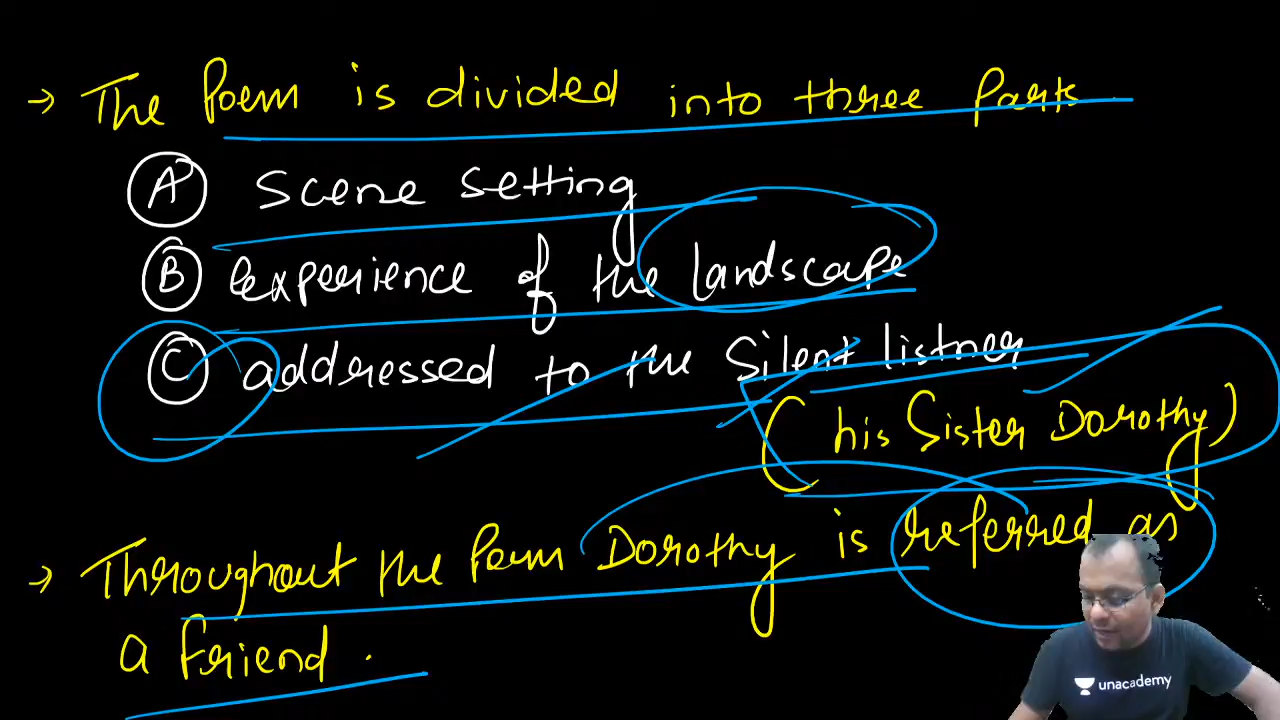 → The Poem is divided into three Parts.
A Scene setting
B experience of the landscape
C addressed to the Silent listner
( his Sister Dorothy)
→ Throughout the Poem Dorothy is referred as
a friend.
unacademy